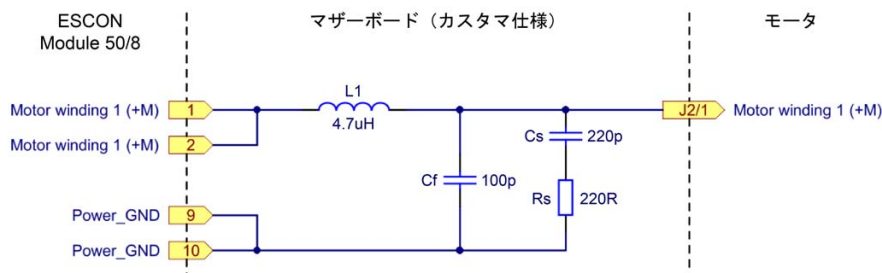 ESCON
Module 50/8
マザーボード（カスタマ仕様）
モータ
Motor winding 1 (+M)
1
L1
4.7uH
J2/1
Motor winding 1 (+M)
Motor winding 1 (+M)
2
Cs
220p
Cf
100p
Rs
220R
Power_GND
9
Power_GND
10